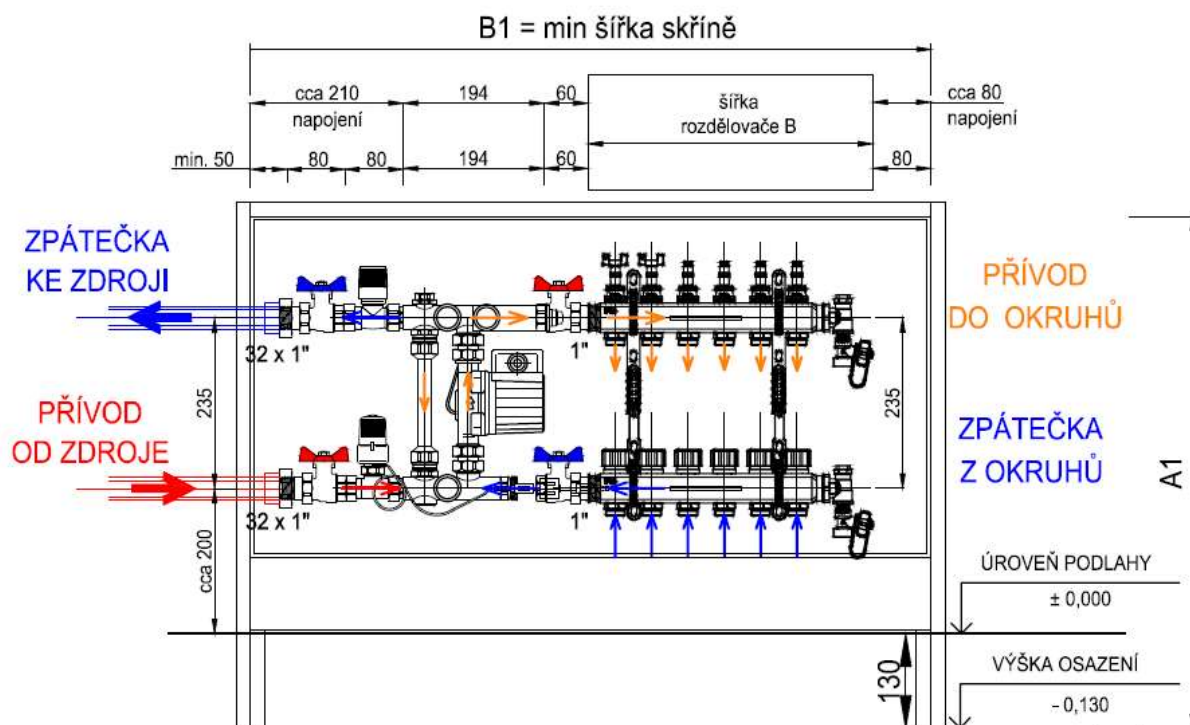 B1 = min šířka skříně
cca 210
napojení
194
60
šířka
rozdělovače B
cca 80
napojení
min. 50
80
80
194
60
80
ZPÁTEČKA
KE ZDROJI
PŘÍVOD
DO OKRUHŮ
32 x 1"
1"
235
235
PŘÍVOD
OD ZDROJE
ZPÁTEČKA
Z OKRUHŮ
A1
32 x 1"
1"
cca 200
ÚROVEŇ PODLAHY
± 0,000
130
VÝŠKA OSAZENÍ
- 0,130